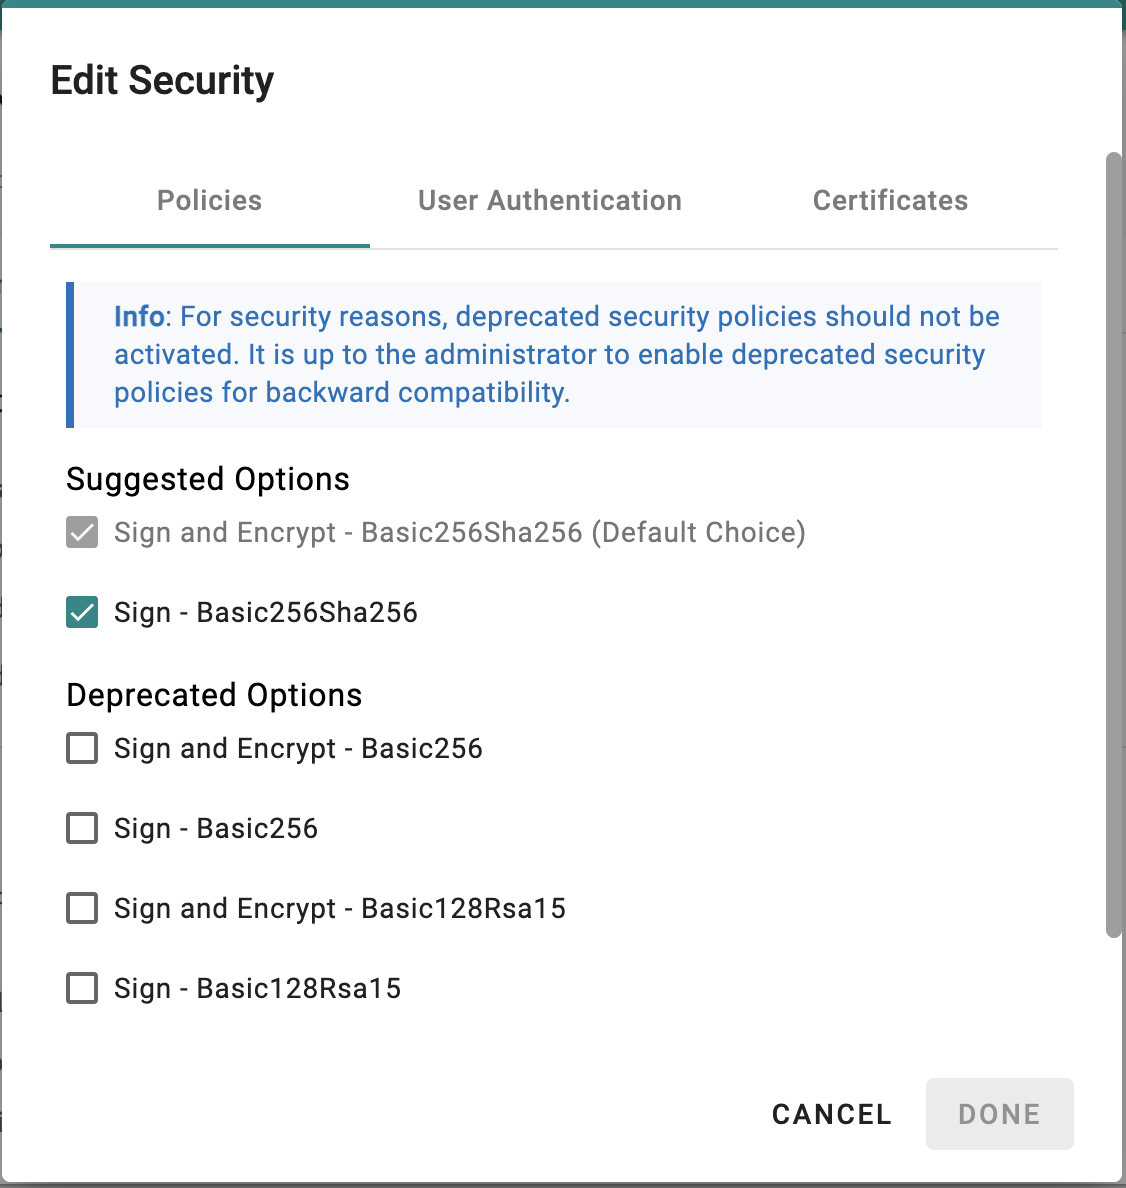 Edit Security
Policies
User Authentication
Certificates
Info: For security reasons, deprecated security policies should not be
activated. It is up to the administrator to enable deprecated security
policies for backward compatibility.
Suggested Options
Sign and Encrypt - Basic256Sha256 (Default Choice)
Sign - Basic256Sha256
Deprecated Options
Sign and Encrypt - Basic256
Sign - Basic256
Sign and Encrypt - Basic128Rsa15
Sign - Basic128Rsa15
CANCEL
DONE